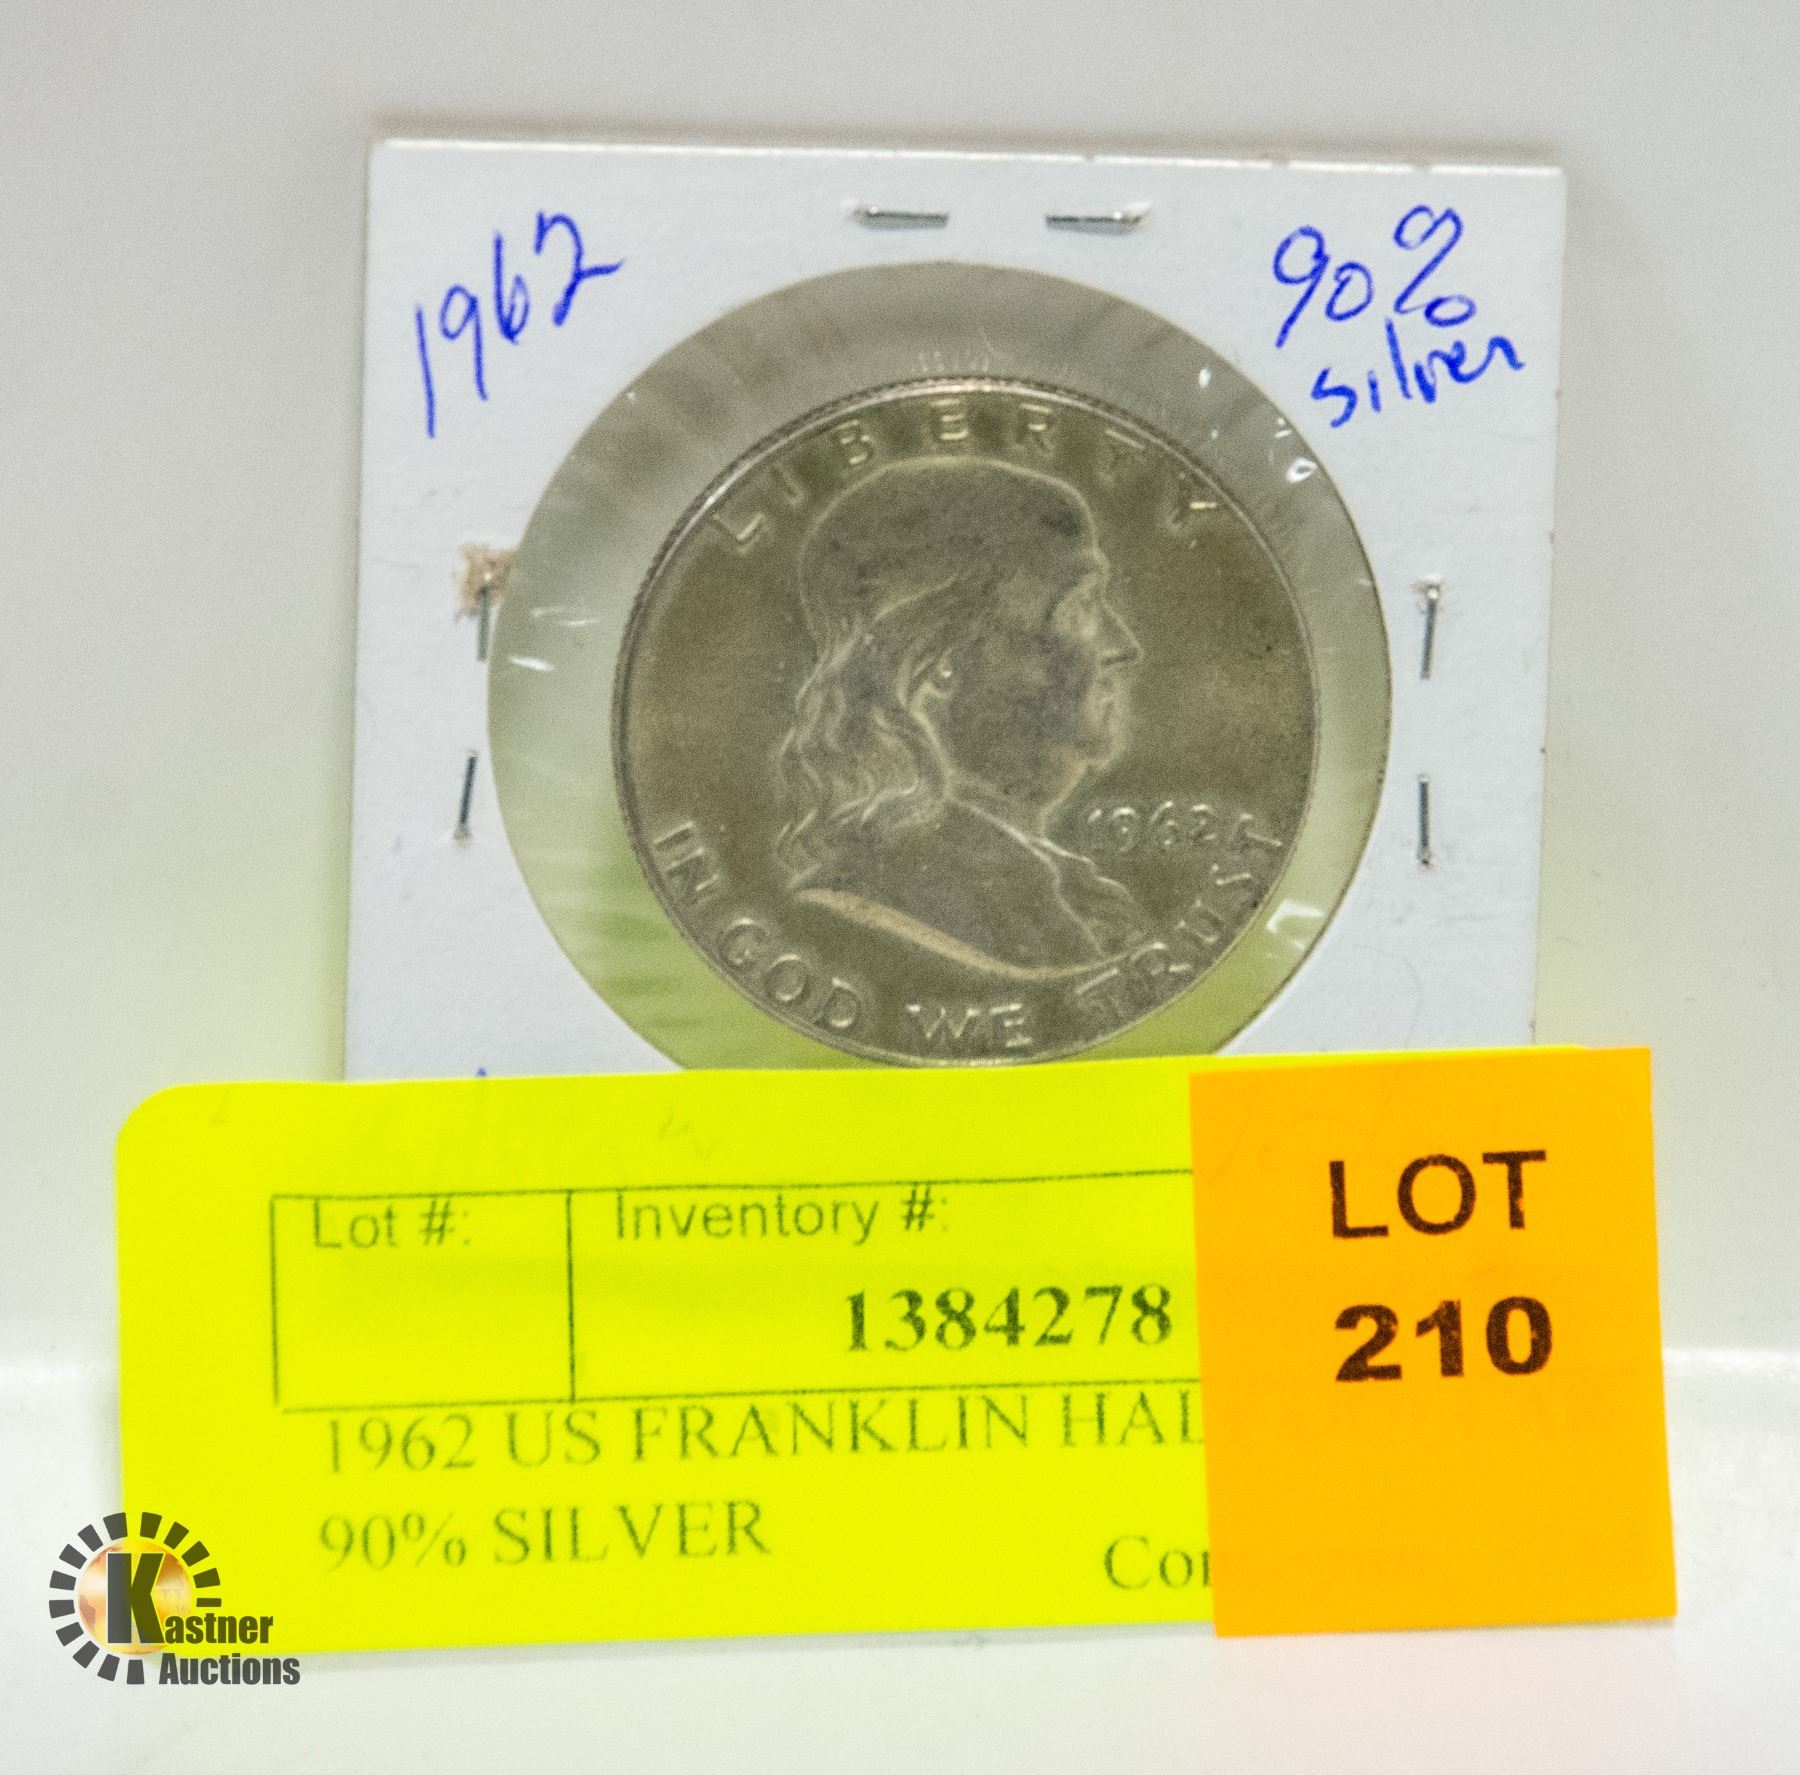 1962
90%
silver
LIBERTY
1962
IN GOD WE TRUST
Lot #:
Inventory #:
1384278
LOT
210
1962 US FRANKLIN HAL
90% SILVER
Kastner
Auctions